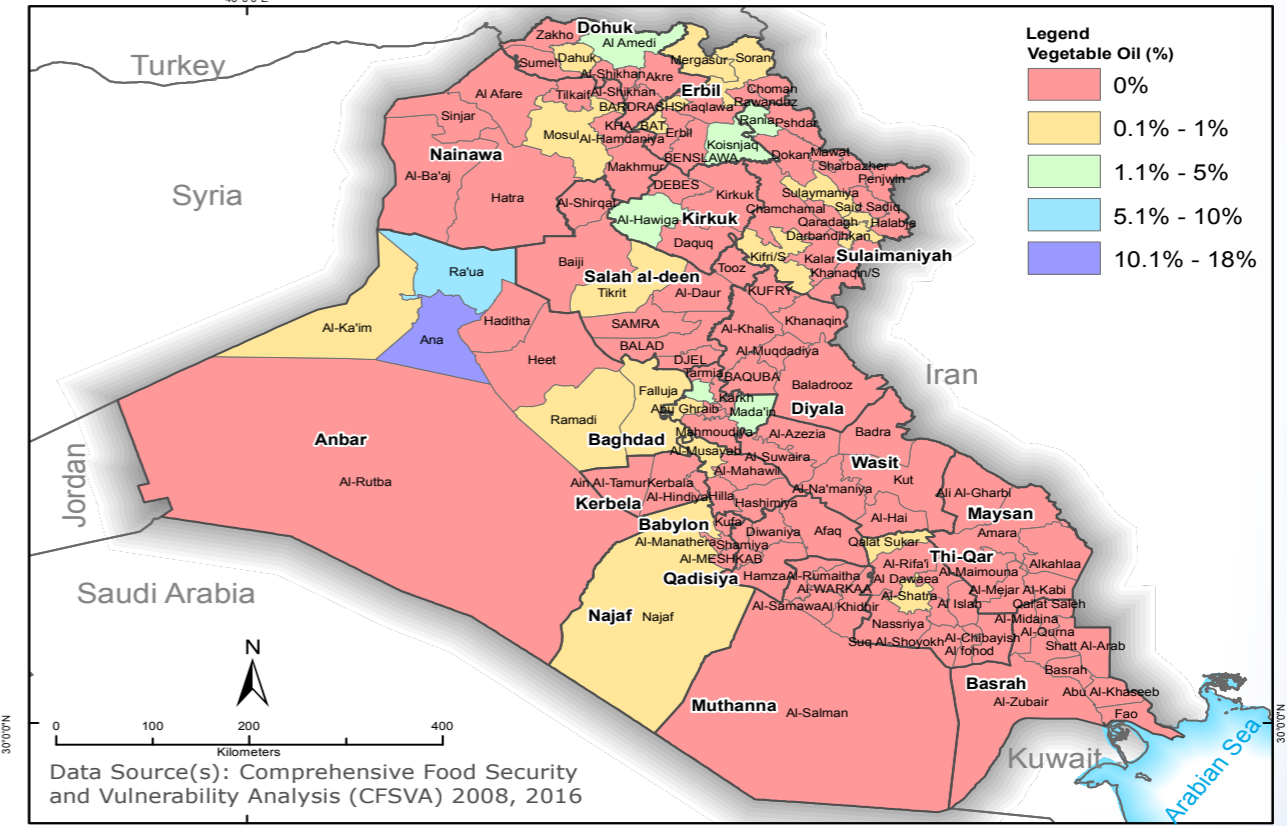 Legend
Vegetable Oil (%)
0%
0.1% - 1%
1.1% - 5%
5.1% - 10%
10.1% - 18%
Turkey
Syria
Jordan
Saudi Arabia
Iran
Kuwait
Arabian Sea
Dohuk
Zakho
Al Amedi
Sumel
Dahuk
Mergasur
Soran
Al-Shikhan
Akre
Erbil
Choman
Al Afare
Tilkaif
Al-Shikhan
BARDRASH
Shaqlawa
Rawandaz
Sinjar
Mosul
KHA_BAT
Rania
Pshdar
Al-Hamdaniya
Erbil
Koisnjaq
Nainawa
BENSLAWA
Dokan
Mawat
Makhmur
Sharbazher
Al-Ba'aj
Penjwin
DEBES
Hatra
Al-Shirqat
Kirkuk
Sulaymaniya
Chamchamal
Said Sadiq
Al-Hawiga
Kirkuk
Qaradagh
Halabja
Daquq
Darbandihkan
Kifri/S
Kalar
Sulaimaniyah
Baiji
Tooz
Khanaqin/S
Ra'ua
Salah al-deen
Tikrit
Al-Daur
KUFRY
Haditha
SAMRA
Al-Khalis
Khanaqin
Al-Ka'im
Ana
BALAD
Al-Muqdadiya
Heet
DJEL
Tarmia
BAQUBA
Baladrooz
Falluja
Karkh
Abu Ghraib
Mada'in
Diyala
Ramadi
Mahmoudiya
Al-Azezia
Badra
Anbar
Baghdad
Al-Musayab
Al Suwaira
Wasit
Al-Mahawil
Al-Rutba
Ain Al-Tamur
Kerbala
Kut
Al-Na'maniya
Ali Al-Gharbi
Kerbela
Al-Hindiya
Hilla
Hashimiya
Maysan
Babylon
Kufa
Diwaniya
Afaq
Al-Hai
Amara
Al-Manathera
Shamiya
Qalat Sukar
Al-MESHKAB
Thi-Qar
Al-Rifa'i
Alkahlaa
Qadisiya
Hamza
Al-Rumaitha
Al Dawaea
Al-Maimouna
Al-WARKAA
Al-Shatra
Al-Mejar Al-Kabi
Al-Samawa
Al Khidhir
Al Islah
Qal'at Saleh
Najaf
Najaf
Nassriya
Al-Midaina
Al-Qurna
Suq Al-Shoyokh
Al-Chibayish
Shatt Al-Arab
Al fohod
Basrah
Basrah
Muthanna
Al-Salman
Al-Zubair
Abu Al-Khaseeb
Fao
N
0 100 200 400
Kilometers
30°0'0"N
30°0'0"N
Data Source(s): Comprehensive Food Security
and Vulnerability Analysis (CFSVA) 2008, 2016